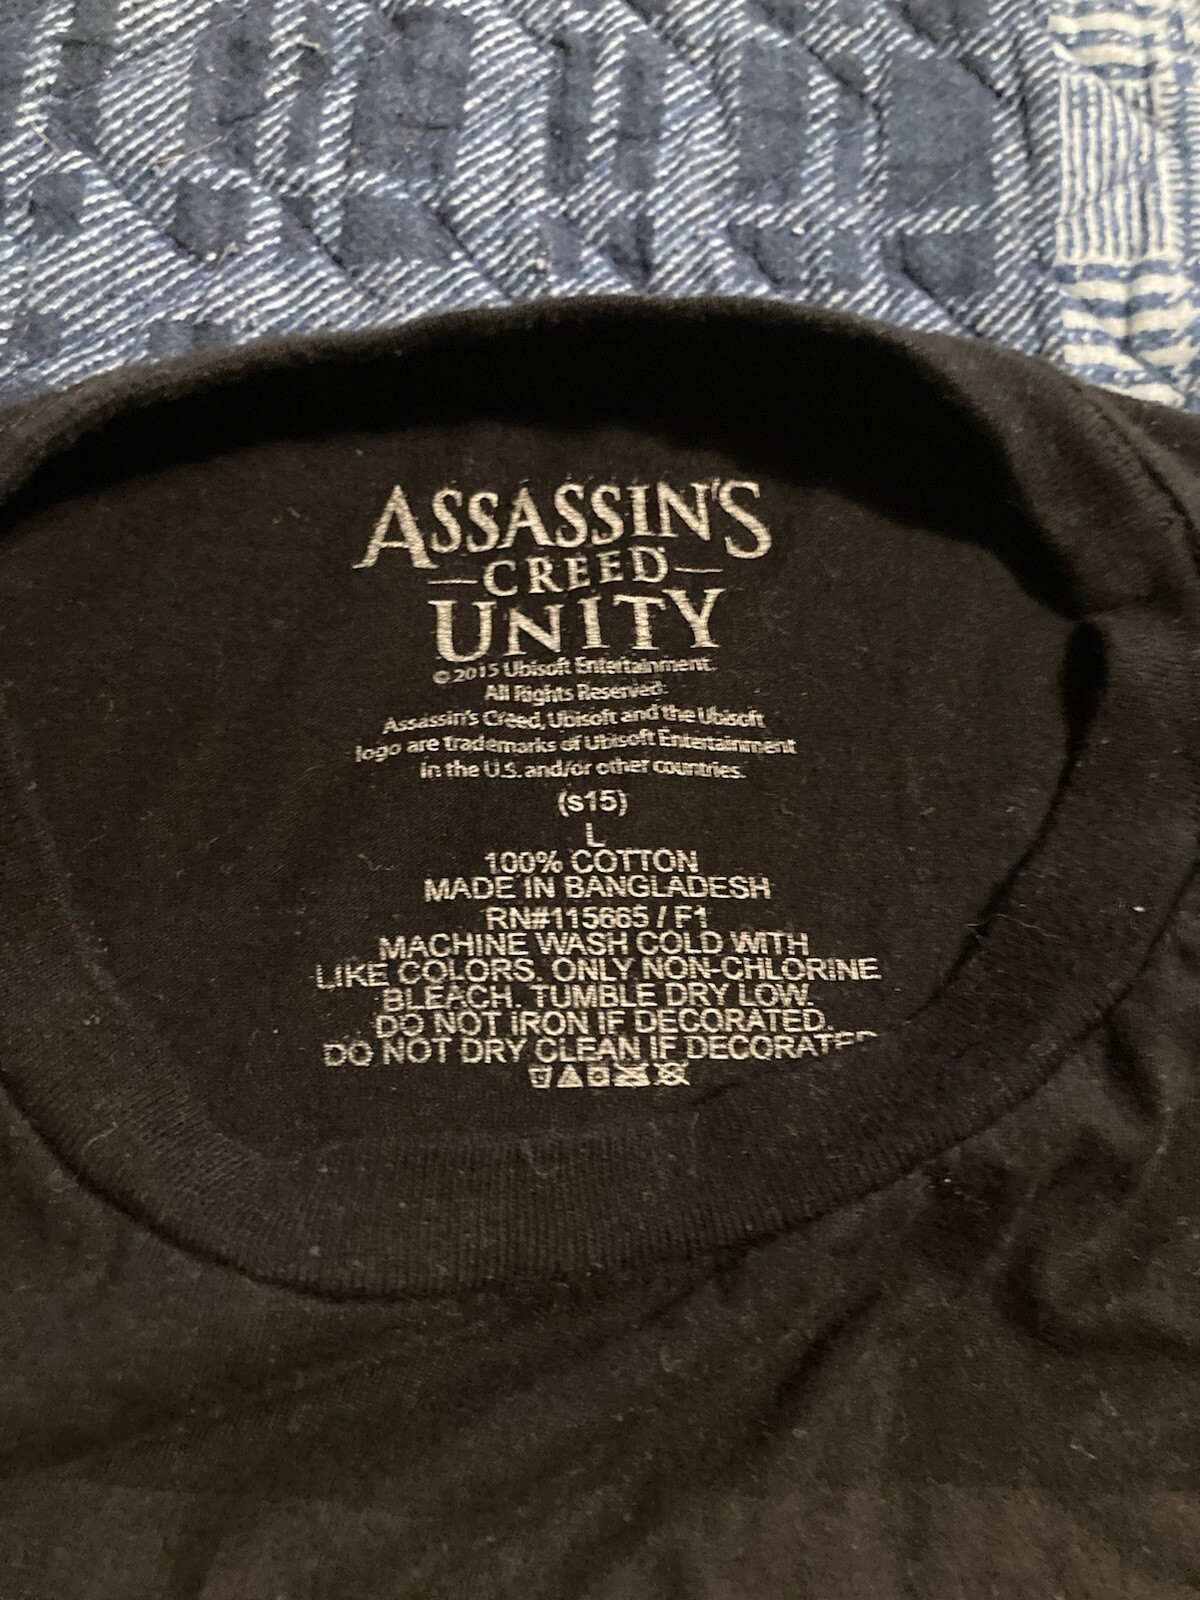 ASSASSIN'S
CREED
UNITY
© 2015 Ubisoft Entertainment.
All Rights Reserved.
Assassin's Creed, Ubisoft and the Ubisoft
logo are trademarks of Ubisoft Entertainment
in the U.S. and/or other countries.
(s15)
L
100% COTTON
MADE IN BANGLADESH
RN#115665 / F1
MACHINE WASH COLD WITH
LIKE COLORS. ONLY NON-CHLORINE
BLEACH. TUMBLE DRY LOW.
DO NOT IRON IF DECORATED.
DO NOT DRY CLEAN IF DECORATED